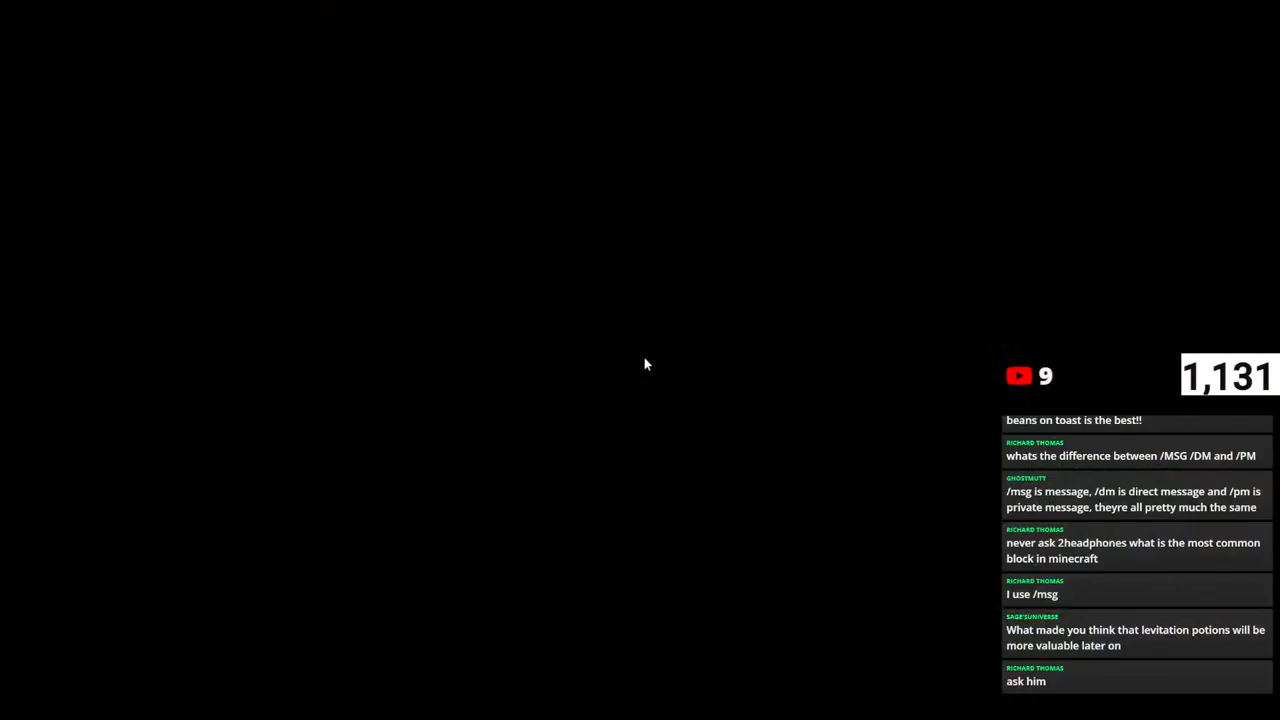 9
1,131
beans on toast is the best!!
RICHARD THOMAS
whats the difference between /MSG /DM and /PM
GHOSTMUTT
/msg is message, /dm is direct message and /pm is
private message, theyre all pretty much the same
RICHARD THOMAS
never ask 2headphones what is the most common
block in minecraft
RICHARD THOMAS
I use /msg
SAGE'SUNIVERSE
What made you think that levitation potions will be
more valuable later on
RICHARD THOMAS
ask him